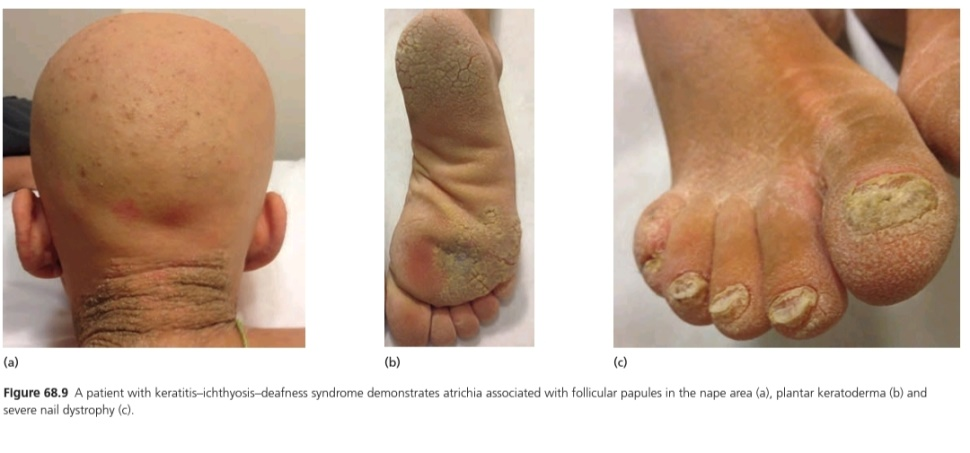 (a)
(b)
(c)
Figure 68.9 A patient with keratitis–ichthyosis–deafness syndrome demonstrates atrichia associated with follicular papules in the nape area (a), plantar keratoderma (b) and
severe nail dystrophy (c).